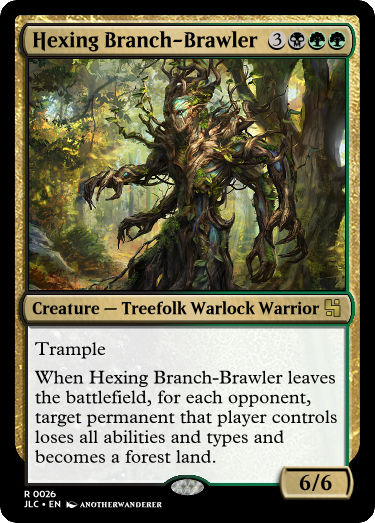 Hexing Branch-Brawler 3
Creature — Treefolk Warlock Warrior
Trample
When Hexing Branch-Brawler leaves
the battlefield, for each opponent,
target permanent that player controls
loses all abilities and types and
becomes a forest land.
6/6
R 0026
JLC • EN ANOTHERWANDERER